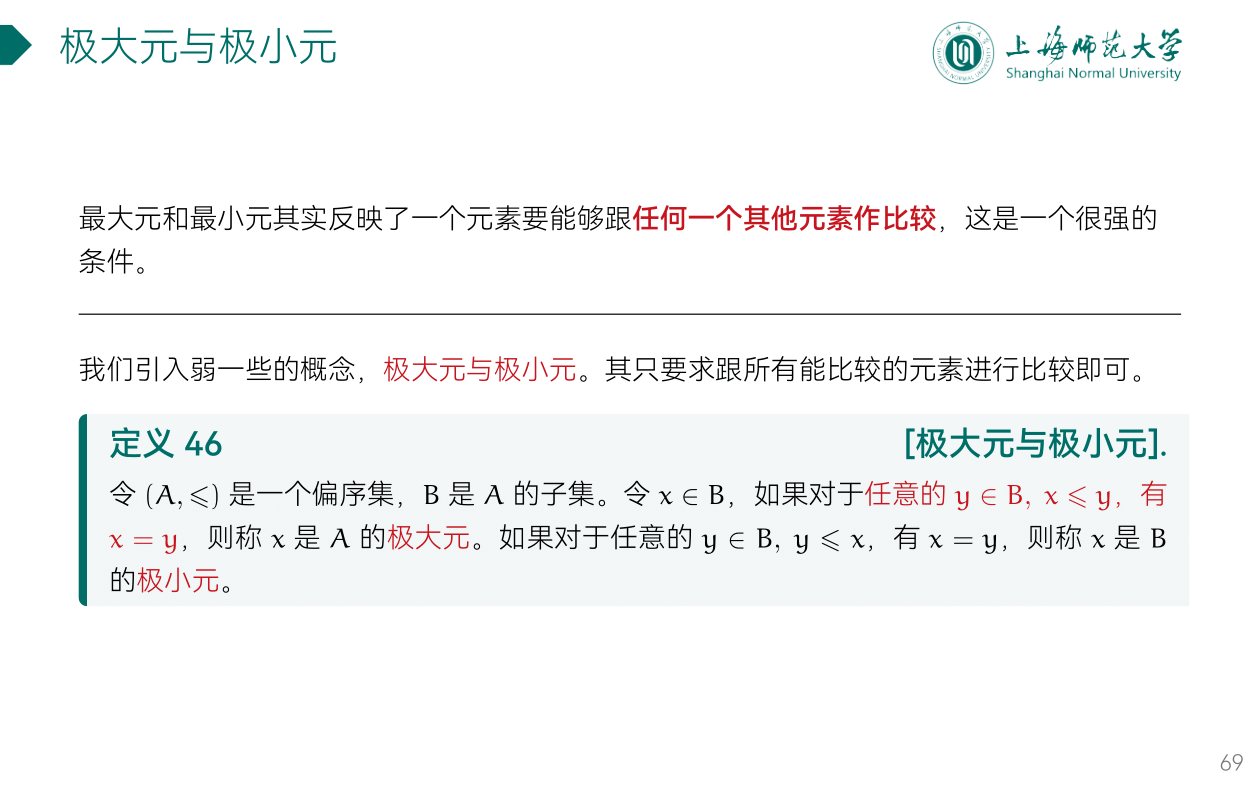 极大元与极小元
上海师范大学
Shanghai Normal University
最大元和最小元其实反映了一个元素要能够跟任何一个其他元素作比较，这是一个很强的
条件。
我们引入弱一些的概念，极大元与极小元。其只要求跟所有能比较的元素进行比较即可。
定义 46 [极大元与极小元].
令 (A, ⩽) 是一个偏序集，B 是 A 的子集。令 x ∈ B，如果对于任意的 y ∈ B, x ⩽ y，有
x = y，则称 x 是 A 的极大元。如果对于任意的 y ∈ B, y ⩽ x，有 x = y，则称 x 是 B
的极小元。
69